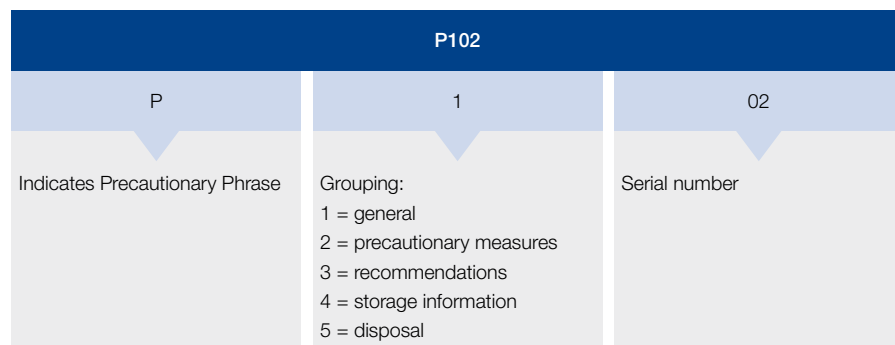 P102
P
1
02
Indicates Precautionary Phrase
Grouping:
1 = general
2 = precautionary measures
3 = recommendations
4 = storage information
5 = disposal
Serial number